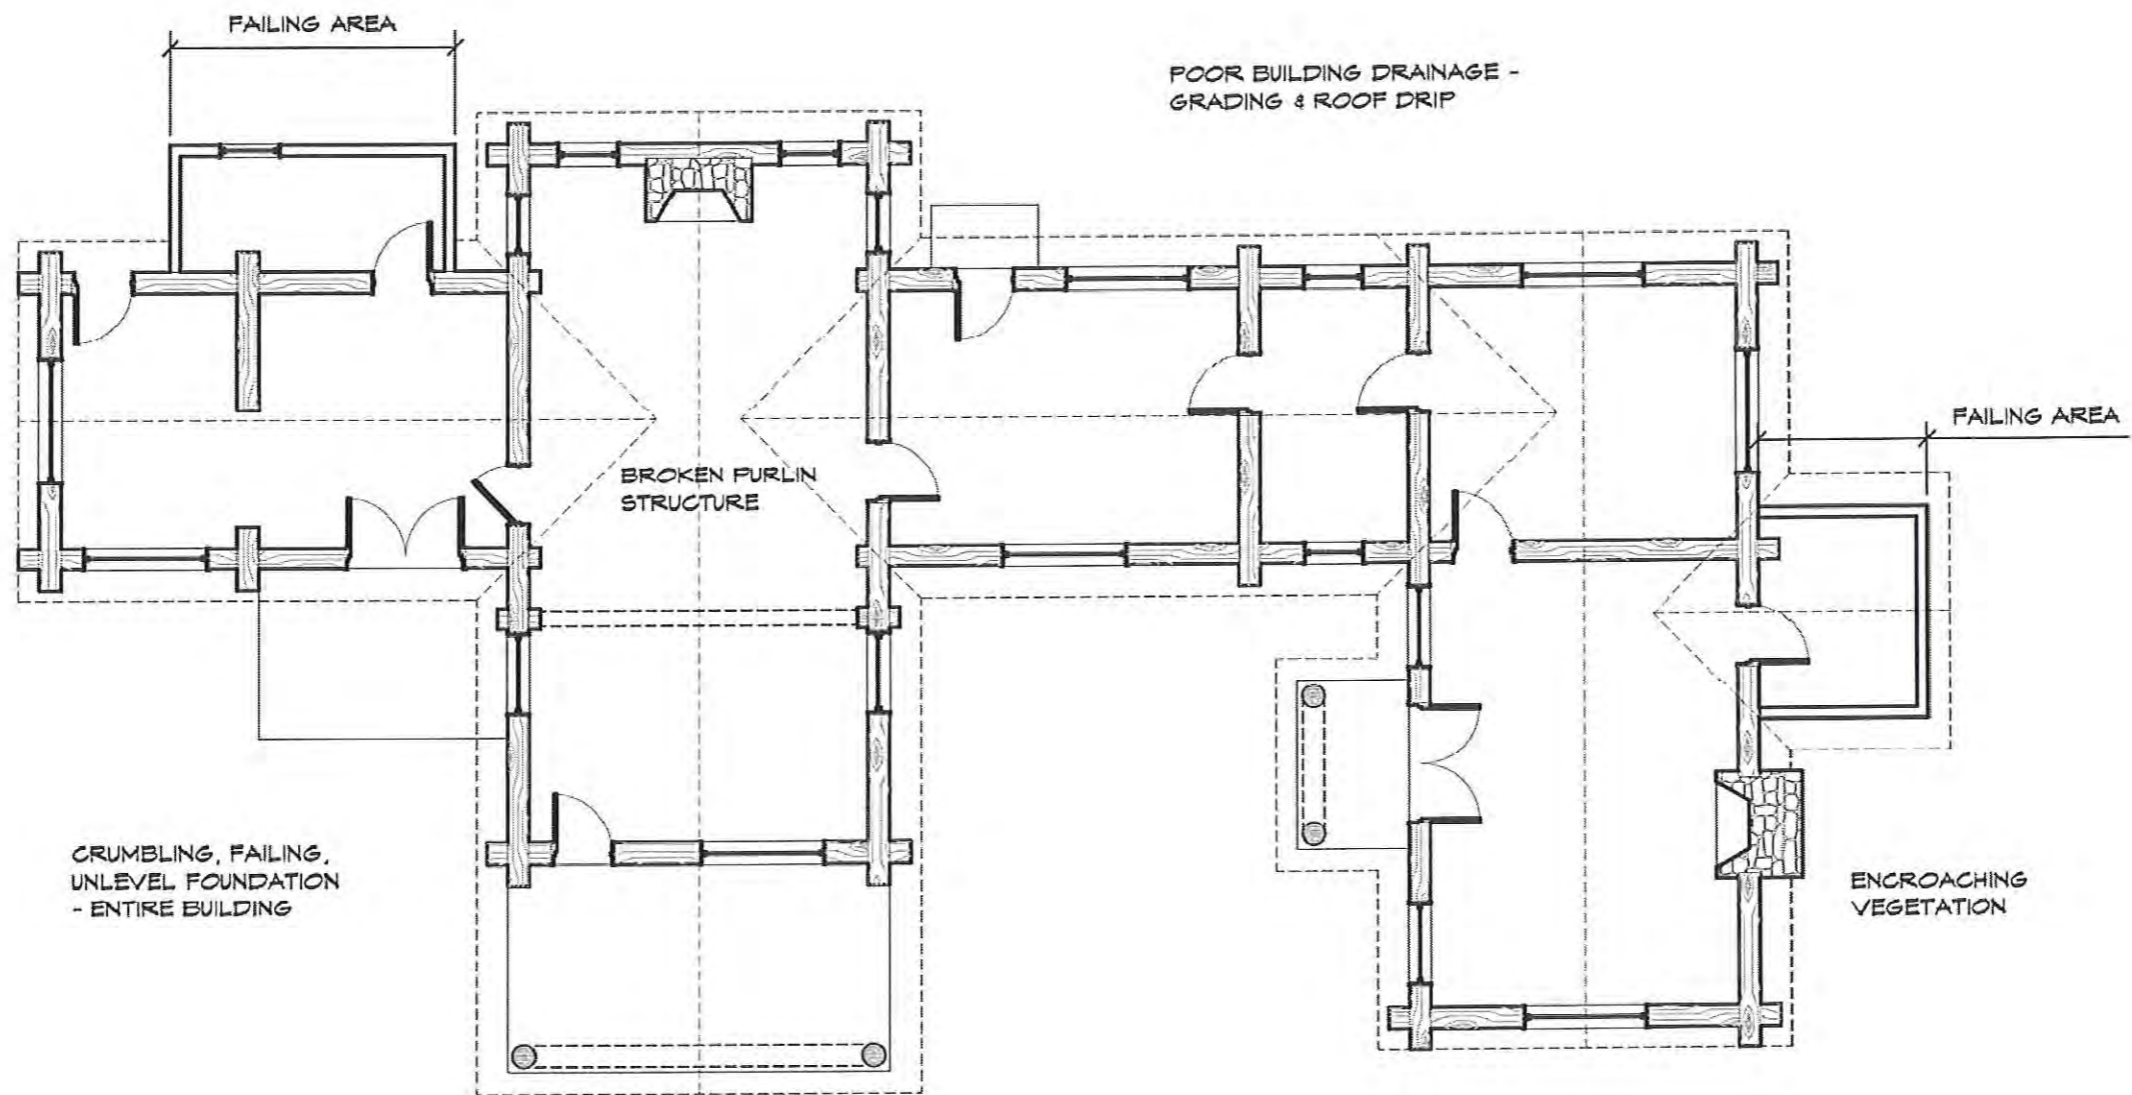 FAILING AREA
POOR BUILDING DRAINAGE -
GRADING & ROOF DRIP
FAILING AREA
BROKEN PURLIN
STRUCTURE
CRUMBLING, FAILING,
UNLEVEL FOUNDATION
- ENTIRE BUILDING
ENCROACHING
VEGETATION